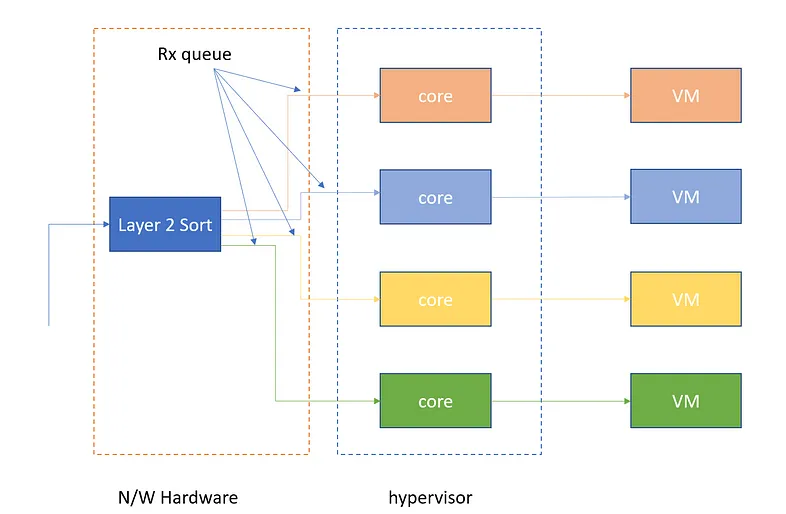 Rx queue
core
VM
core
VM
Layer 2 Sort
core
VM
core
VM
N/W Hardware
hypervisor